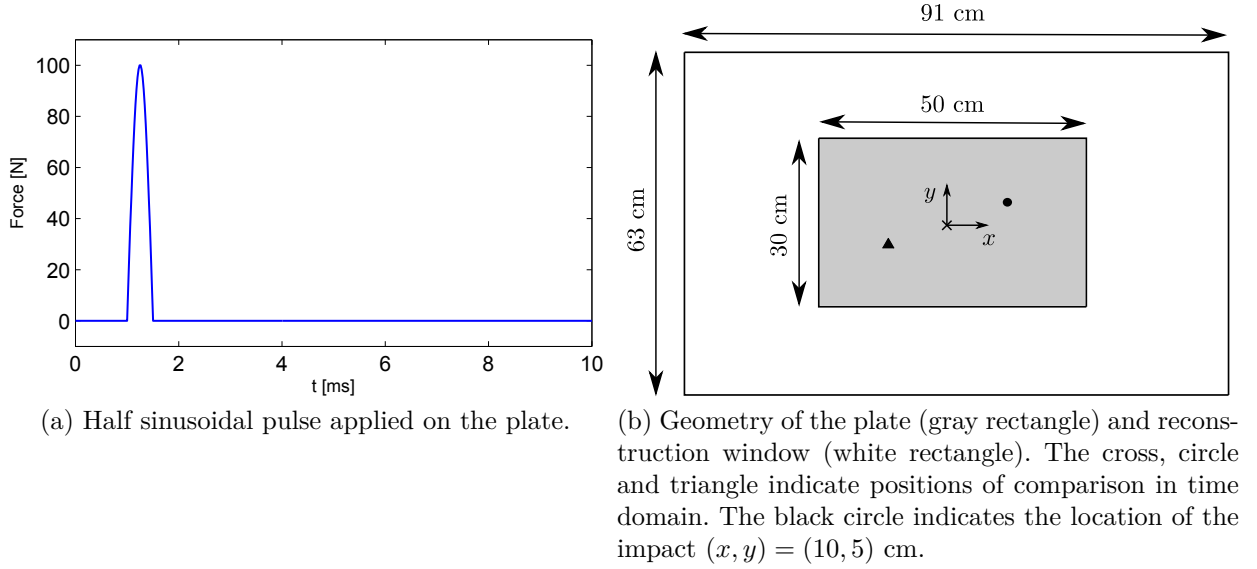 Force [N]
100
80
60
40
20
0
0 2 4 6 8 10
t [ms]
(a) Half sinusoidal pulse applied on the plate.
91 cm
50 cm
63 cm
30 cm
y
x
(b) Geometry of the plate (gray rectangle) and recons-
truction window (white rectangle). The cross, circle
and triangle indicate positions of comparison in time
domain. The black circle indicates the location of the
impact (x, y) = (10, 5) cm.